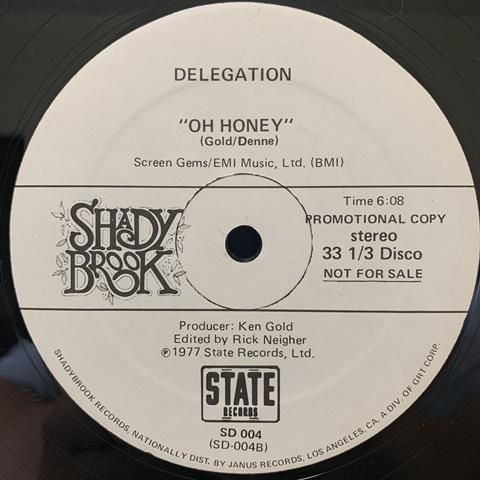 DELEGATION
"OH HONEY"
(Gold/Denne)
Screen Gems/EMI Music, Ltd. (BMI)
SHADY
BROOK
Time 6:08
PROMOTIONAL COPY
stereo
33 1/3 Disco
NOT FOR SALE
Producer: Ken Gold
Edited by Rick Neigher
℗1977 State Records, Ltd.
STATE
RECORDS
SD 004
(SD-004B)
SHADYBROOK RECORDS, NATIONALLY DIST. BY JANUS RECORDS, LOS ANGELES, CA. A DIV. OF GRT CORP.